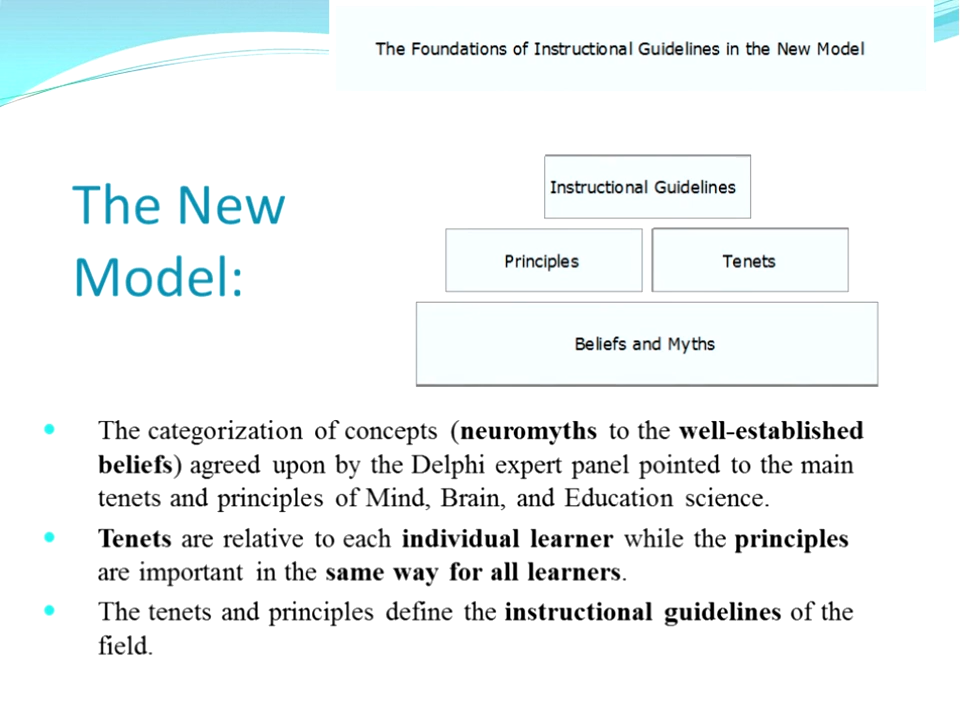 The Foundations of Instructional Guidelines in the New Model
The New
Model:
Instructional Guidelines
Principles
Tenets
Beliefs and Myths
The categorization of concepts (neuromyths to the well-established
beliefs) agreed upon by the Delphi expert panel pointed to the main
tenets and principles of Mind, Brain, and Education science.
Tenets are relative to each individual learner while the principles
are important in the same way for all learners.
The tenets and principles define the instructional guidelines of the
field.